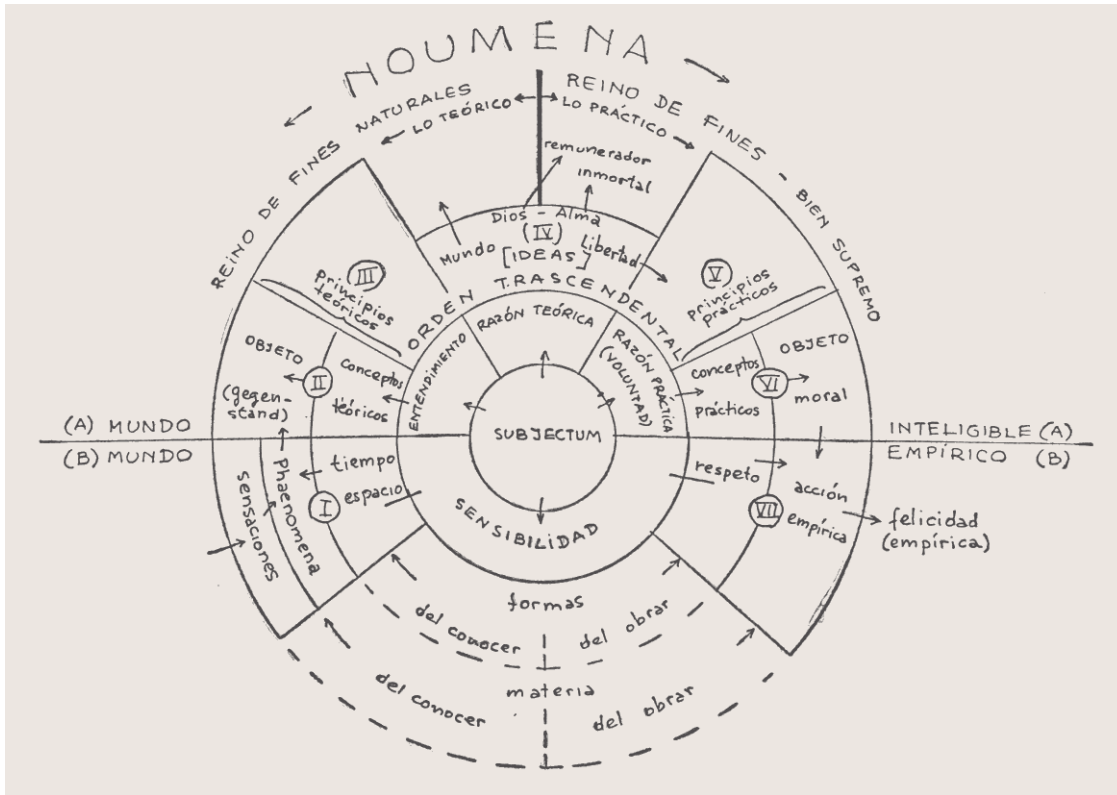 NOUMENA
REINO DE FINES NATURALES
LO TEÓRICO
REINO DE FINES - BIEN SUPREMO
LO PRÁCTICO
remunerador
inmortal
Dios - Alma
(IV)
Mundo
[IDEAS]
Libertad
III
principios
teóricos
V
principios
prácticos
ORDEN TRASCENDENTAL
RAZÓN TEÓRICA
ENTENDIMIENTO
RAZÓN PRÁCTICA
(VOLUNTAD)
OBJETO
II
conceptos
(gegen-
stand)
teóricos
conceptos
VI
OBJETO
prácticos
moral
SUBJECTUM
(A) MUNDO
INTELIGIBLE (A)
(B) MUNDO
EMPÍRICO (B)
Sensaciones
Phaenomena
tiempo
I
espacio
SENSIBILIDAD
respeto
VII
acción
empírica
felicidad
(empírica)
formas
del conocer
del obrar
materia
del conocer
del obrar